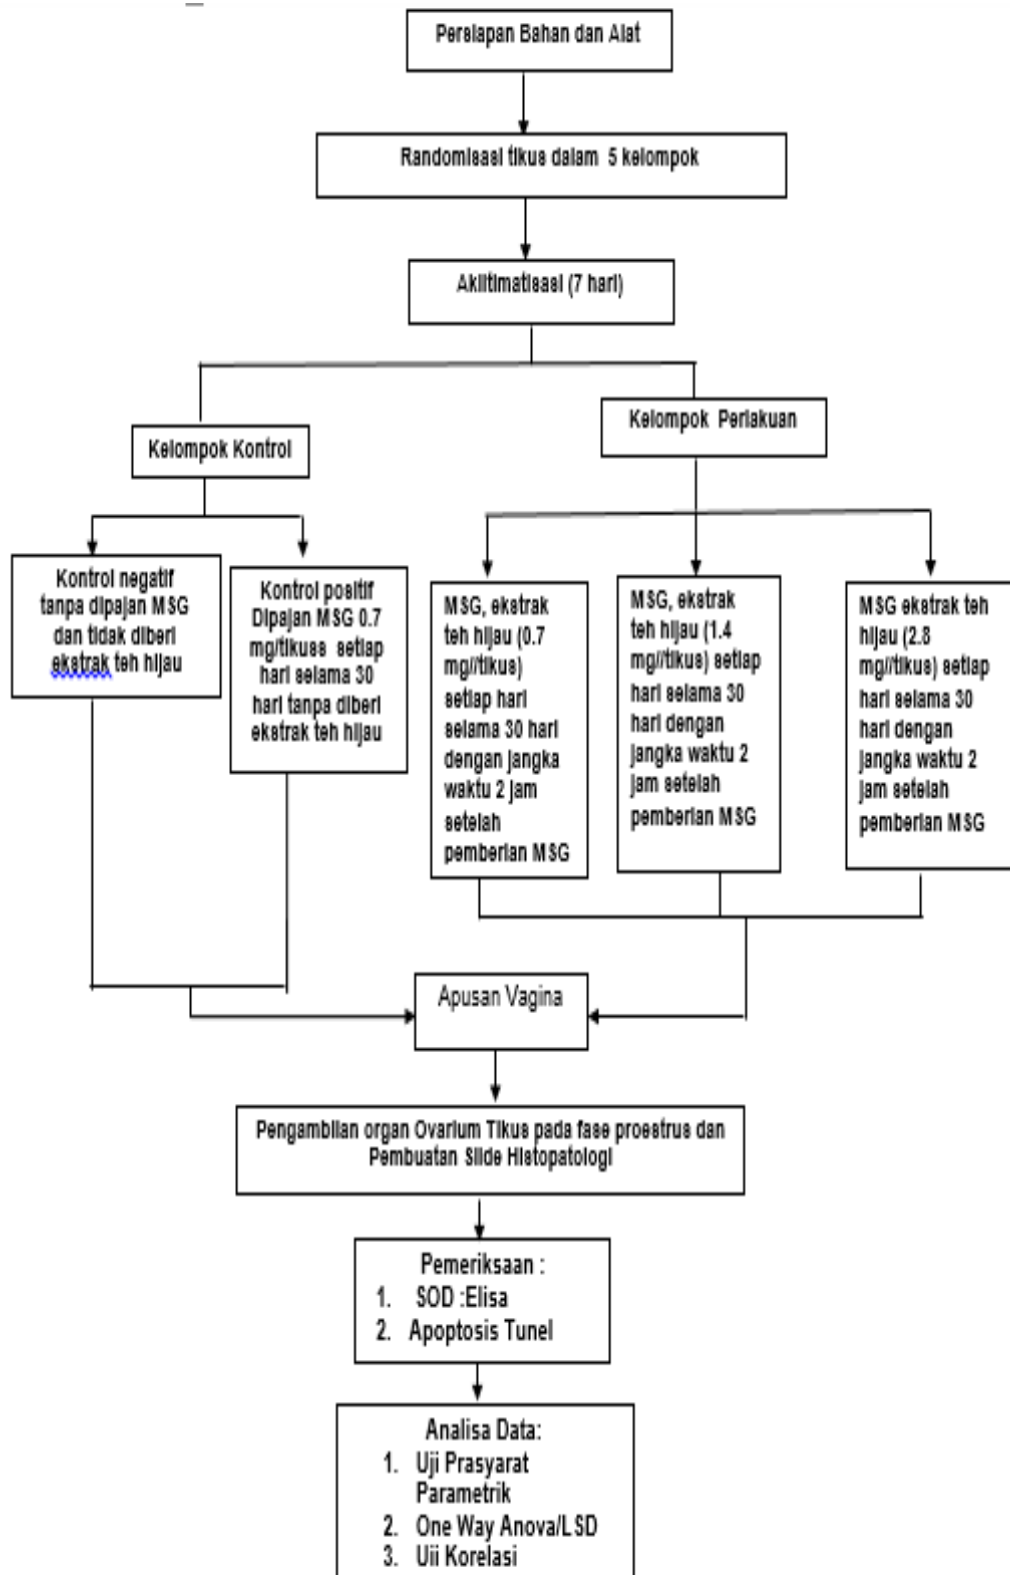 Persiapan Bahan dan Alat
Randomisasi tikus dalam 5 kelompok
Aklitimatisasi (7 hari)
Kelompok Kontrol
Kelompok Perlakuan
Kontrol negatif
tanpa dipajan MSG
dan tidak diberi
ekstrak teh hijau
Kontrol positif
Dipajan MSG 0.7
mg/tikuss setiap
hari selama 30
hari tanpa diberi
ekstrak teh hijau
MSG, ekstrak
teh hijau (0.7
mg//tikus)
setiap hari
selama 30 hari
dengan jangka
waktu 2 jam
setelah
pemberian MSG
MSG, ekstrak
teh hijau (1.4
mg//tikus) setiap
hari selama 30
hari dengan
jangka waktu 2
jam setelah
pemberian MSG
MSG ekstrak teh
hijau (2.8
mg//tikus) setiap
hari selama 30
hari dengan
jangka waktu 2
jam setelah
pemberian MSG
Apusan Vagina
Pengambilan organ Ovarium Tikus pada fase proestrus dan
Pembuatan Slide Histopatologi
Pemeriksaan :
1. SOD :Elisa
2. Apoptosis Tunel
Analisa Data:
1. Uji Prasyarat
Parametrik
2. One Way Anova/LSD
3. Uji Korelasi